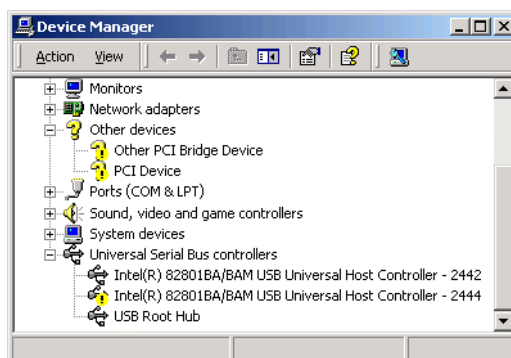 Device Manager
Action View
Monitors
Network adapters
Other devices
Other PCI Bridge Device
PCI Device
Ports (COM & LPT)
Sound, video and game controllers
System devices
Universal Serial Bus controllers
Intel(R) 82801BA/BAM USB Universal Host Controller - 2442
Intel(R) 82801BA/BAM USB Universal Host Controller - 2444
USB Root Hub